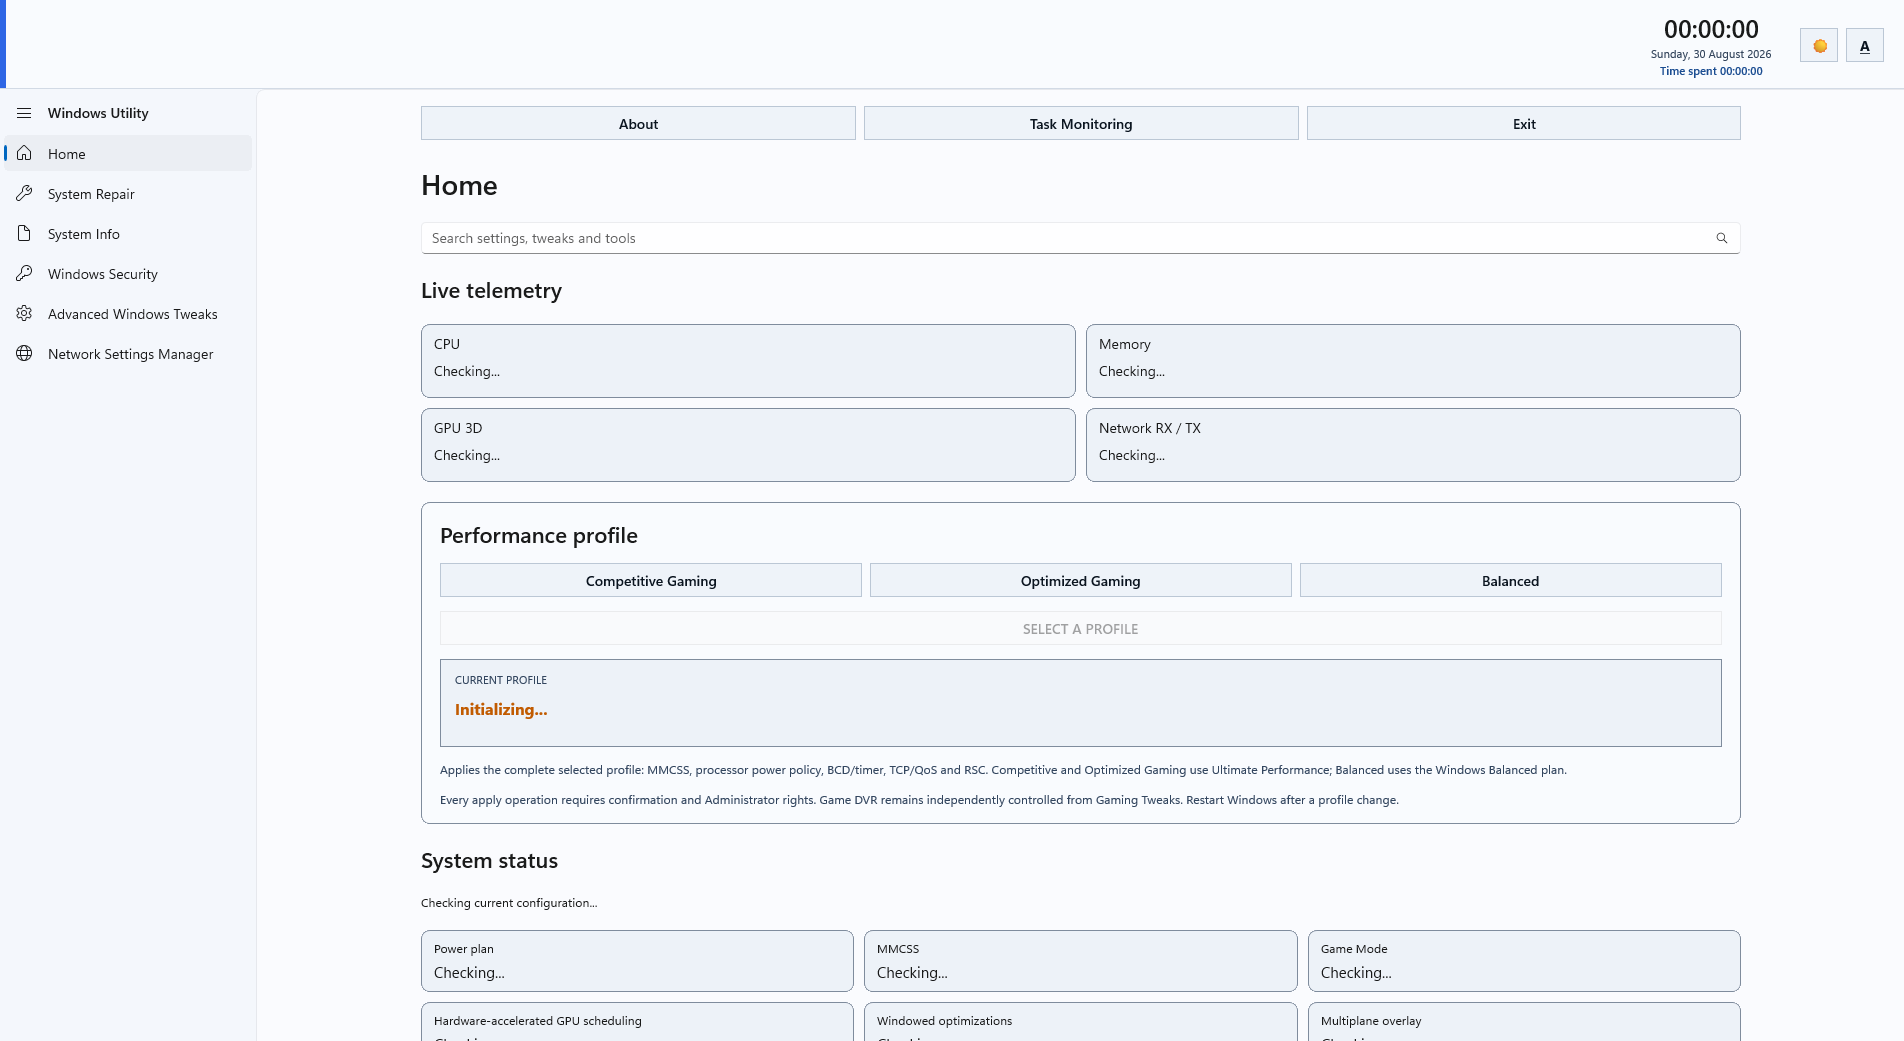 00:00:00
Sunday, 30 August 2026
Time spent 00:00:00
A
Windows Utility
Home
System Repair
System Info
Windows Security
Advanced Windows Tweaks
Network Settings Manager
About
Task Monitoring
Exit
Home
Search settings, tweaks and tools
Live telemetry
CPU
Checking...
Memory
Checking...
GPU 3D
Checking...
Network RX / TX
Checking...
Performance profile
Competitive Gaming
Optimized Gaming
Balanced
SELECT A PROFILE
CURRENT PROFILE
Initializing...
Applies the complete selected profile: MMCSS, processor power policy, BCD/timer, TCP/QoS and RSC. Competitive and Optimized Gaming use Ultimate Performance; Balanced uses the Windows Balanced plan.
Every apply operation requires confirmation and Administrator rights. Game DVR remains independently controlled from Gaming Tweaks. Restart Windows after a profile change.
System status
Checking current configuration...
Power plan
Checking...
MMCSS
Checking...
Game Mode
Checking...
Hardware-accelerated GPU scheduling
Windowed optimizations
Multiplane overlay